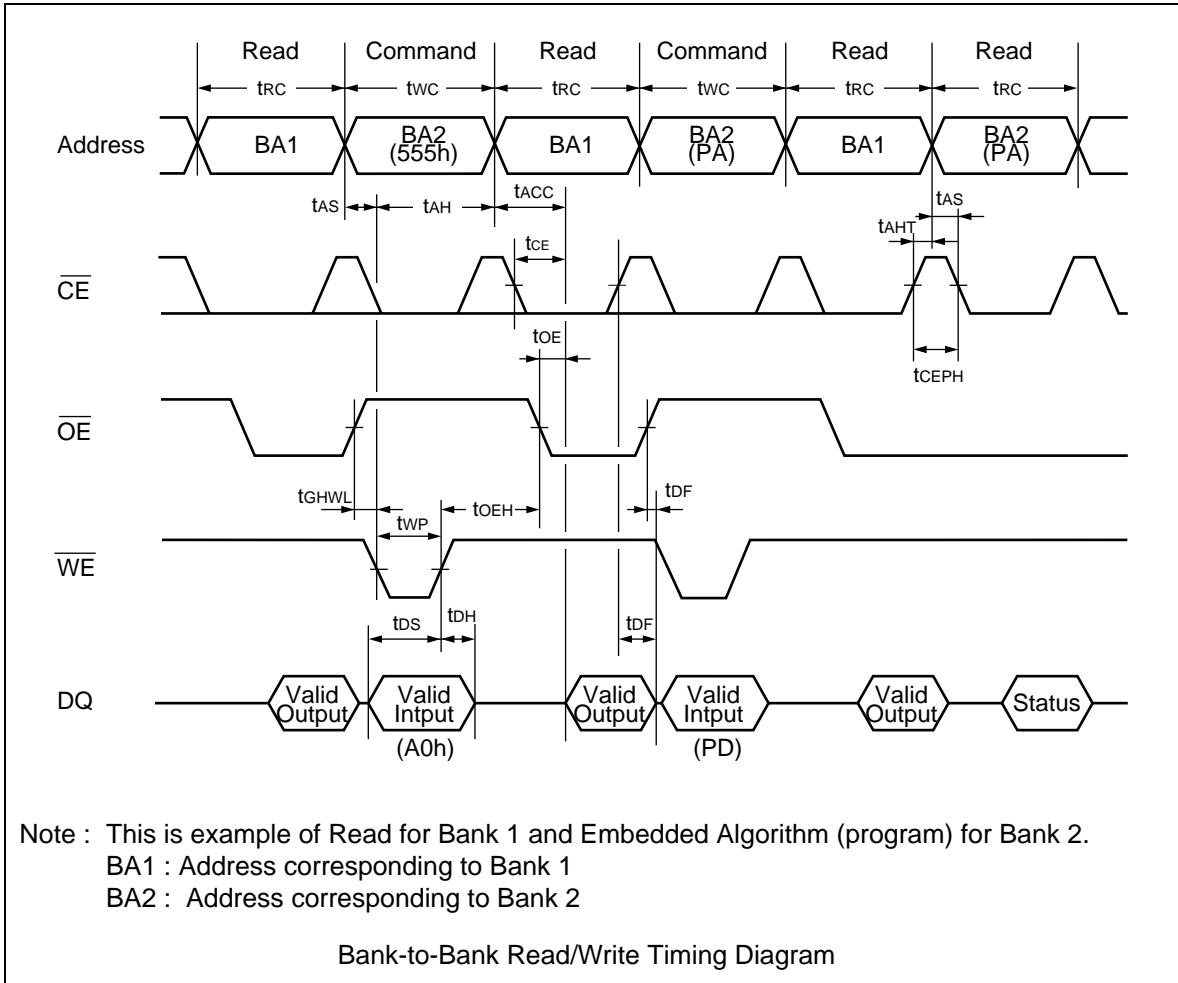 Read Command Read Command Read Read
tRC tWC tRC tWC tRC tRC
Address BA1 BA2 (555h) BA1 BA2 (PA) BA1 BA2 (PA)
tAS tAH tACC tAS
tAHT
tCE
CE
tOE
tCEPH
OE
tGHWL tWP tOEH tDF
WE
tDS tDH tDF
DQ Valid Output Valid Intput Valid Output Valid Intput Valid Output Status
(A0h) (PD)
Note : This is example of Read for Bank 1 and Embedded Algorithm (program) for Bank 2.
BA1 : Address corresponding to Bank 1
BA2 : Address corresponding to Bank 2
Bank-to-Bank Read/Write Timing Diagram